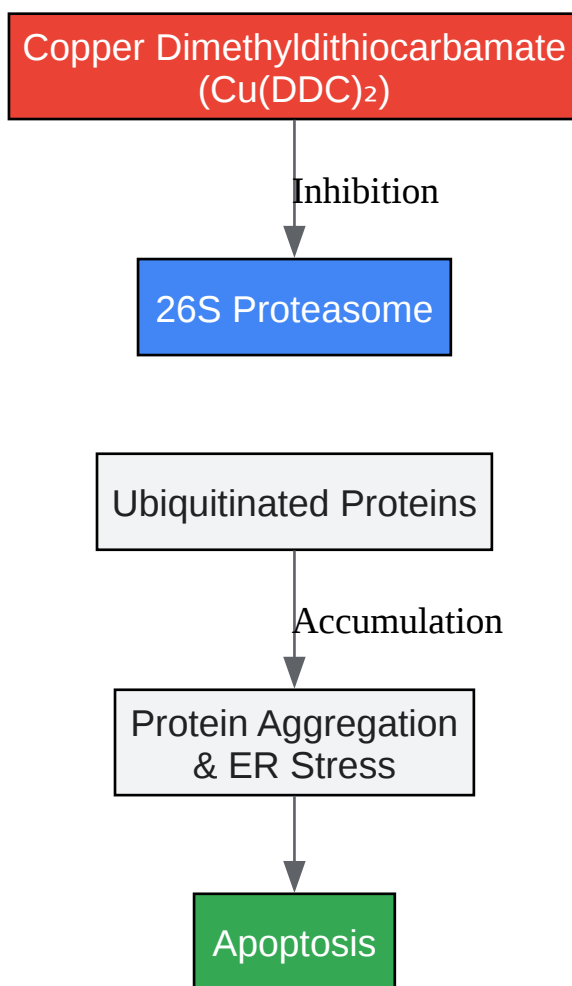 Copper Dimethyldithiocarbamate
(Cu(DDC)₂)
Inhibition
26S Proteasome
Ubiquitinated Proteins
Accumulation
Protein Aggregation
& ER Stress
Apoptosis